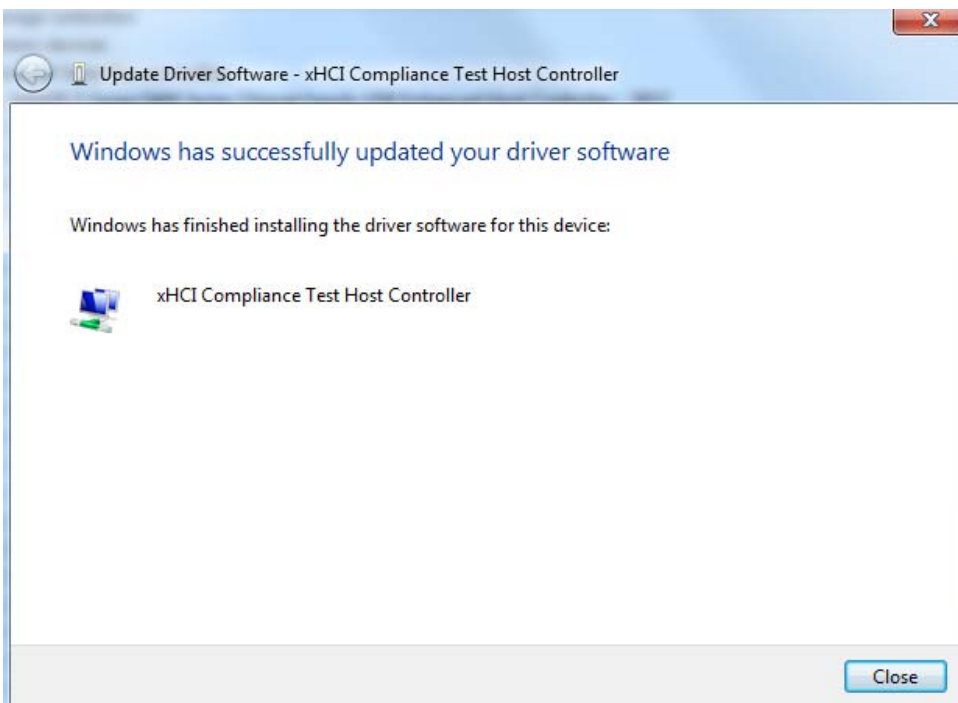 Update Driver Software - xHCI Compliance Test Host Controller
Windows has successfully updated your driver software
Windows has finished installing the driver software for this device:
xHCI Compliance Test Host Controller
Close